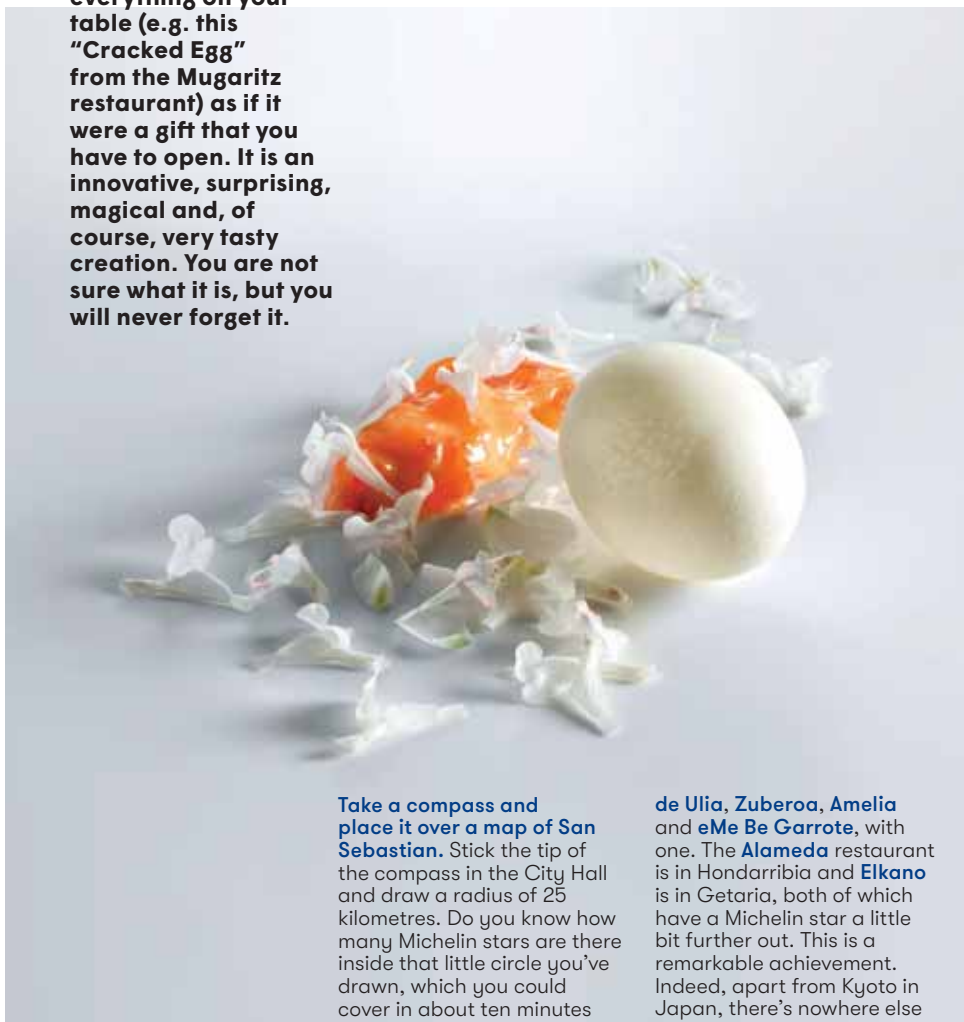 everything on your
table (e.g. this
“Cracked Egg”
from the Mugaritz
restaurant) as if it
were a gift that you
have to open. It is an
innovative, surprising,
magical and, of
course, very tasty
creation. You are not
sure what it is, but you
will never forget it.
Take a compass and
place it over a map of San
Sebastian. Stick the tip of
the compass in the City Hall
and draw a radius of 25
kilometres. Do you know how
many Michelin stars are there
inside that little circle you’ve
drawn, which you could
cover in about ten minutes
de Ulia, Zuberoa, Amelia
and eMe Be Garrote, with
one. The Alameda restaurant
is in Hondarribia and Elkano
is in Getaria, both of which
have a Michelin star a little
bit further out. This is a
remarkable achievement.
Indeed, apart from Kyoto in
Japan, there’s nowhere else